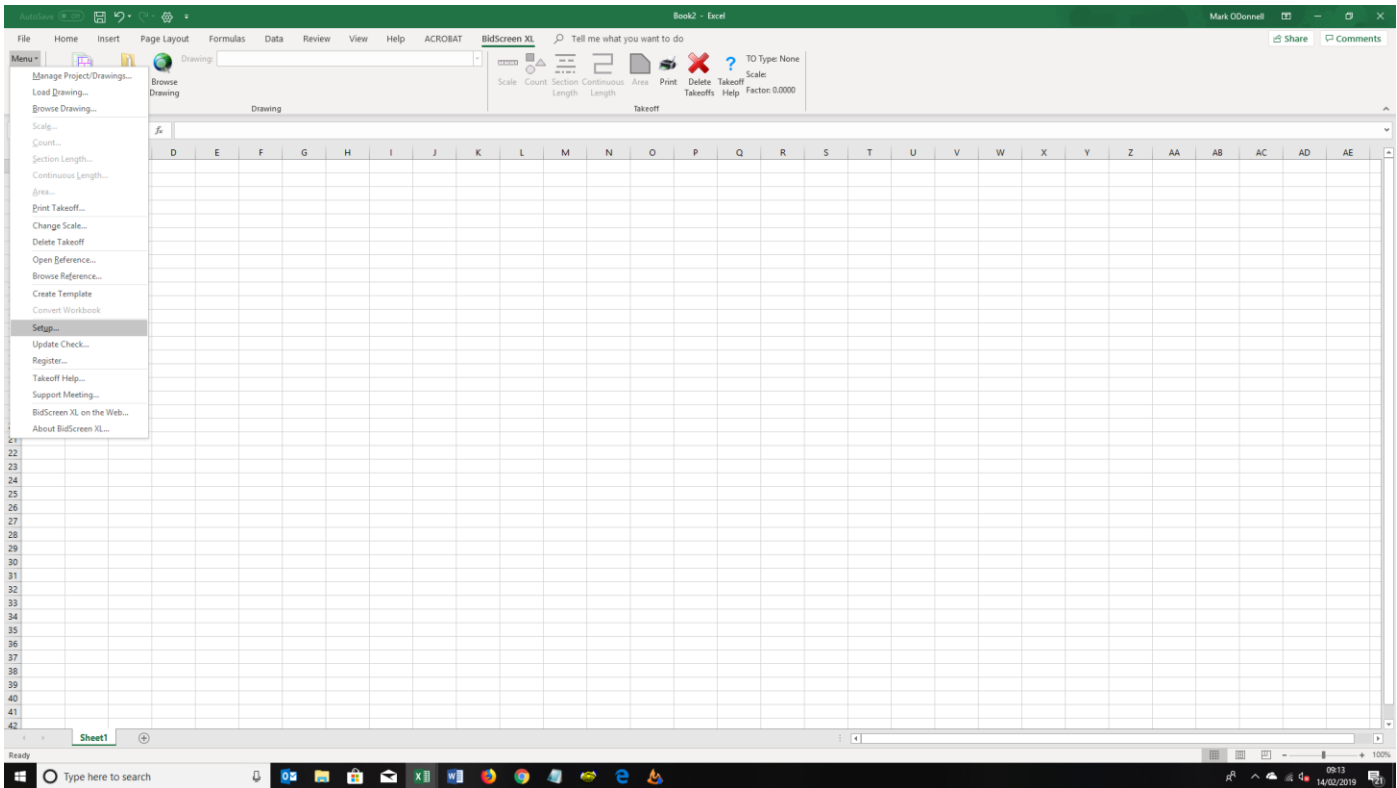 AutoSave Off Book2 - Excel Mark ODonnell
File Home Insert Page Layout Formulas Data Review View Help ACROBAT BidScreen XL Tell me what you want to do Share Comments
Menu Drawing: TO Type: None
Browse Drawing
Scale Count Section Length Continuous Length Area Print Delete Takeoffs Takeoff Help
Scale:
Factor: 0.0000
Drawing Takeoff
Manage Project/Drawings...
Load Drawing...
Browse Drawing...
Scale...
Count...
Section Length...
Continuous Length...
Area...
Print Takeoff...
Change Scale...
Delete Takeoff
Open Reference...
Browse Reference...
Create Template
Convert Workbook
Setup...
Update Check...
Register...
Takeoff Help...
Support Meeting...
BidScreen XL on the Web...
About BidScreen XL...
fx
D E F G H I J K L M N O P Q R S T U V W X Y Z AA AB AC AD AE
21
22
23
24
25
26
27
28
29
30
31
32
33
34
35
36
37
38
39
40
41
42
Sheet1
Ready 100%
Type here to search 09:13
14/02/2019 21